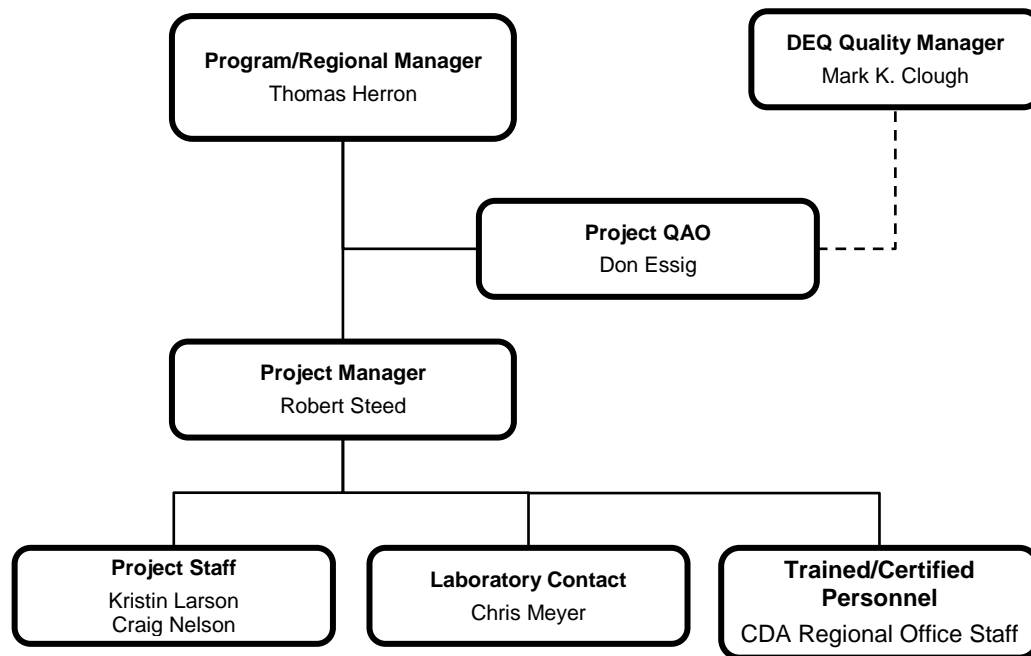 Program/Regional Manager
Thomas Herron
DEQ Quality Manager
Mark K. Clough
Project QAO
Don Essig
Project Manager
Robert Steed
Project Staff
Kristin Larson
Craig Nelson
Laboratory Contact
Chris Meyer
Trained/Certified
Personnel
CDA Regional Office Staff